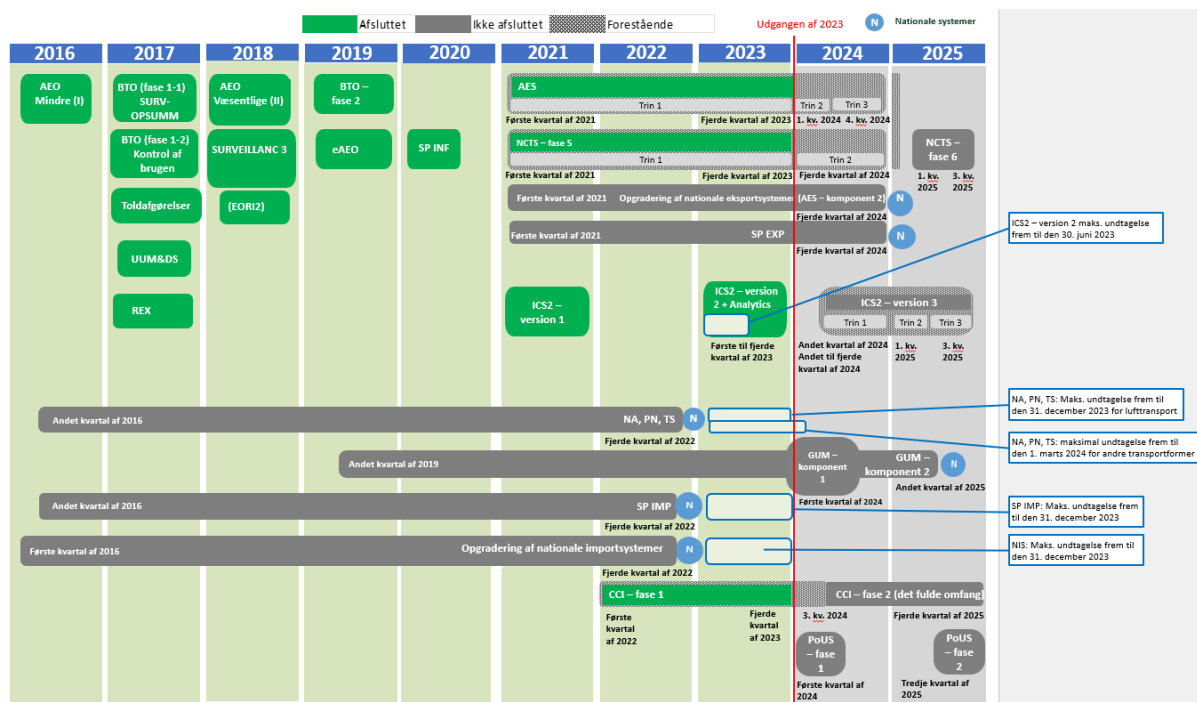 Afsluttet
Ikke afsluttet
Forestående
Udgangen af 2023
N
Nationale systemer
2016
2017
2018
2019
2020
2021
2022
2023
2024
2025
AEO
Mindre (I)
BTO (fase 1-1)
SURV-
OPSUMM
AEO
Væsentlige (II)
BTO –
fase 2
AES
Trin 1
Trin 2
Trin 3
Første kvartal af 2021
Fjerde kvartal af 2023
1. kv. 2024
4. kv. 2024
BTO (fase 1-2)
Kontrol af
brugen
SURVEILLANC 3
eAEO
SP INF
NCTS – fase 5
Trin 1
Trin 2
Første kvartal af 2021
Fjerde kvartal af 2023
Fjerde kvartal af 2024
NCTS –
fase 6
1. kv.
2025
3. kv.
2025
Toldafgørelser
(EORI2)
Første kvartal af 2021
Opgradering af nationale eksportsystemer (AES – komponent 2)
N
Fjerde kvartal af 2024
Første kvartal af 2021
SP EXP
N
Fjerde kvartal af 2024
ICS2 – version 2 maks. undtagelse
frem til den 30. juni 2023
UUM&DS
REX
ICS2 –
version 1
ICS2 – version
2 + Analytics
Første til fjerde
kvartal af 2023
ICS2 – version 3
Trin 1
Trin 2
Trin 3
Andet kvartal af 2024
Andet til fjerde
kvartal af 2024
1. kv.
2025
3. kv.
2025
Andet kvartal af 2016
NA, PN, TS
N
Fjerde kvartal af 2022
NA, PN, TS: Maks. undtagelse frem til
den 31. december 2023 for lufttransport
NA, PN, TS: maksimal undtagelse frem til
den 1. marts 2024 for andre transportformer
Andet kvartal af 2019
GUM –
komponent
1
GUM –
komponent 2
N
Første kvartal af 2024
Andet kvartal af 2025
Andet kvartal af 2016
SP IMP
N
Fjerde kvartal af 2022
SP IMP: Maks. undtagelse frem
til den 31. december 2023
Første kvartal af 2016
Opgradering af nationale importsystemer
N
Fjerde kvartal af 2022
NIS: Maks. undtagelse frem til
den 31. december 2023
CCI – fase 1
CCI – fase 2 (det fulde omfang)
Første
kvartal
af 2022
Fjerde
kvartal
af 2023
3. kv. 2024
Fjerde kvartal af 2025
PoUS
– fase
1
PoUS
– fase
2
Første kvartal af
2024
Tredje kvartal af
2025